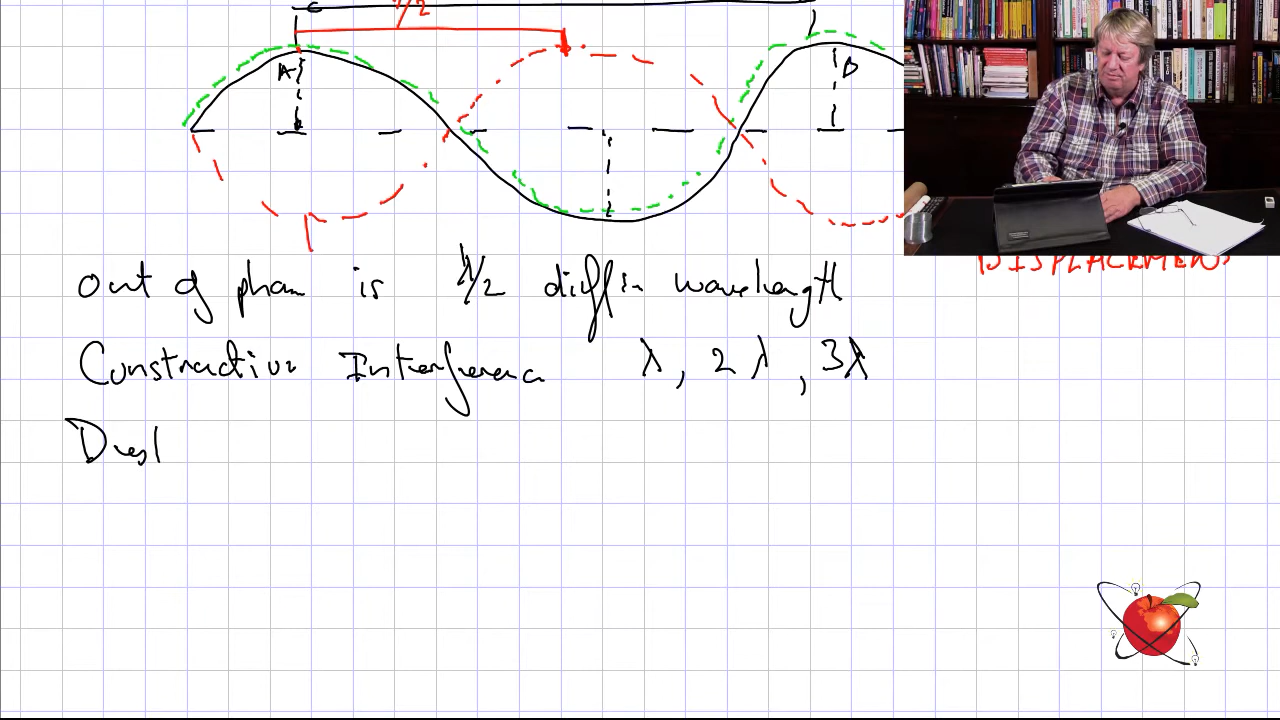 λ/2
A
B
DISPLACEMENT
Out of phase is λ/2 diff in wavelength
Constructive Interference λ, 2λ, 3λ
Dest